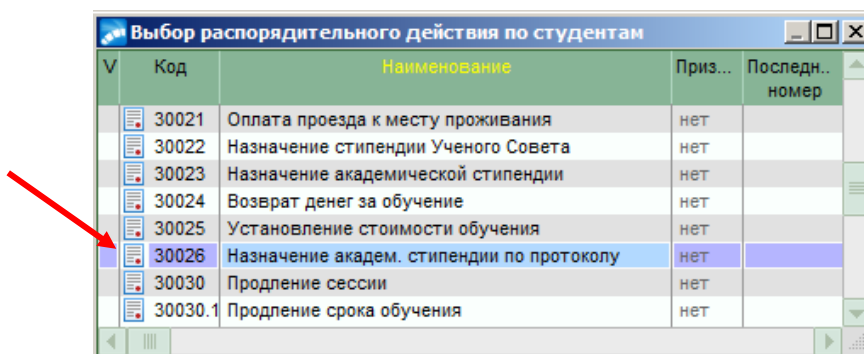 Выбор распорядительного действия по студентам
V Код Наименование Приз... Последн..
номер
30021 Оплата проезда к месту проживания нет
30022 Назначение стипендии Ученого Совета нет
30023 Назначение академической стипендии нет
30024 Возврат денег за обучение нет
30025 Установление стоимости обучения нет
30026 Назначение академ. стипендии по протоколу нет
30030 Продление сессии нет
30030.1 Продление срока обучения нет